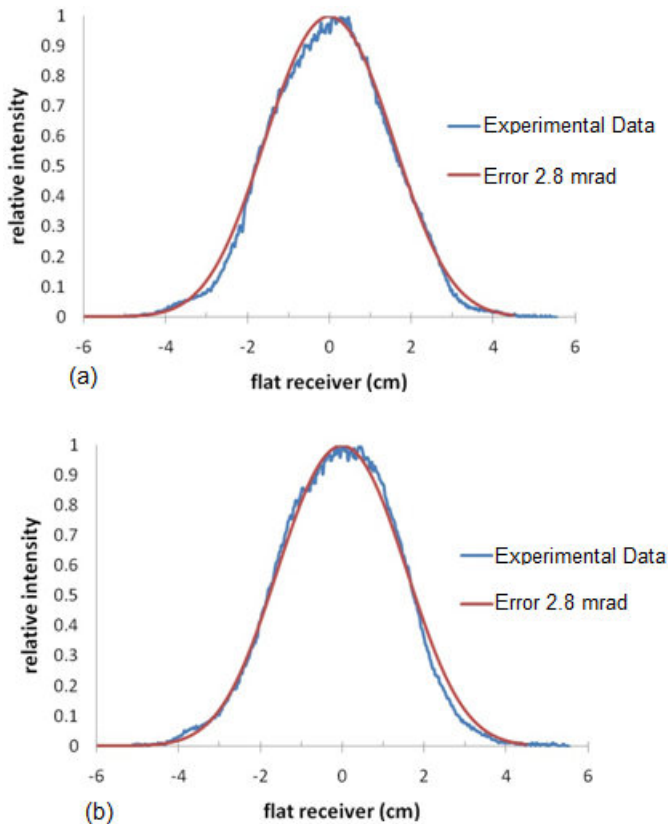 1
0.9
0.8
0.7
0.6
0.5
0.4
0.3
0.2
0.1
0
relative intensity
Experimental Data
Error 2.8 mrad
-6 -4 -2 0 2 4 6
(a)
flat receiver (cm)
1
0.9
0.8
0.7
0.6
0.5
0.4
0.3
0.2
0.1
0
relative intensity
Experimental Data
Error 2.8 mrad
-6 -4 -2 0 2 4 6
(b)
flat receiver (cm)